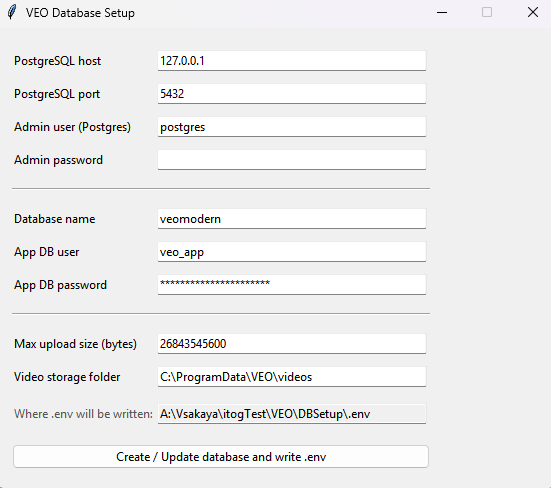 VEO Database Setup
PostgreSQL host 127.0.0.1
PostgreSQL port 5432
Admin user (Postgres) postgres
Admin password
Database name veomodern
App DB user veo_app
App DB password **********************
Max upload size (bytes) 26843545600
Video storage folder C:\ProgramData\VEO\videos
Where .env will be written: A:\Vsakaya\itogTest\VEO\DBSetup\.env
Create / Update database and write .env